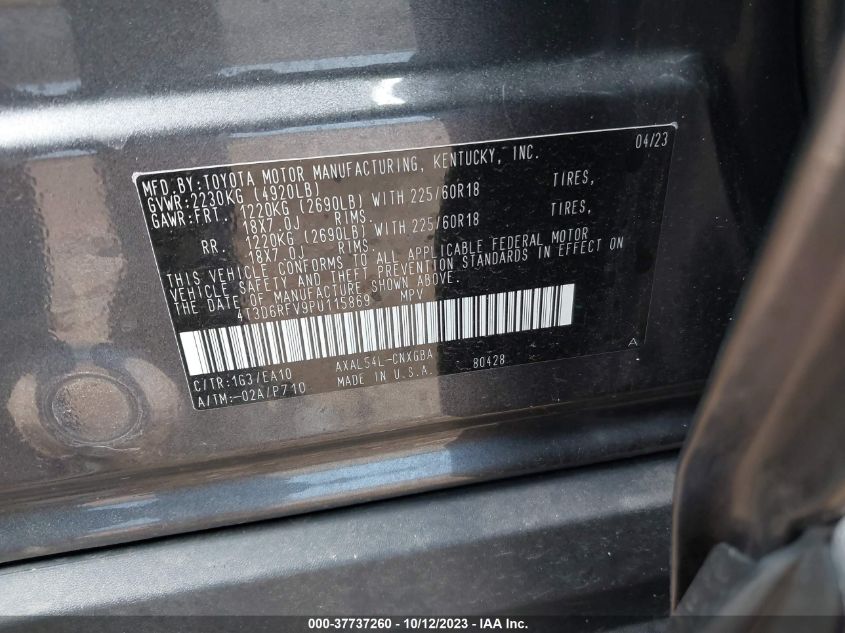 MFD.BY:TOYOTA MOTOR MANUFACTURING, KENTUCKY, INC. 04/23
GVWR:2230KG (4920LB)
GAWR:FRT. 1220KG (2690LB) WITH 225/60R18 TIRES,
18X7.0J RIMS.
RR. 1220KG (2690LB) WITH 225/60R18 TIRES,
18X7.0J RIMS.
THIS VEHICLE CONFORMS TO ALL APPLICABLE FEDERAL MOTOR
VEHICLE SAFETY AND THEFT PREVENTION STANDARDS IN EFFECT ON
THE DATE OF MANUFACTURE SHOWN ABOVE.
4T3D6RFV9PU115869 MPV
C/TR:1G3/EA10 AXAL54L-CNXGBA 80428 A
A/TM:-02A/P710 MADE IN U.S.A.
000-37737260 - 10/12/2023 - Copyright © IAA, Inc.